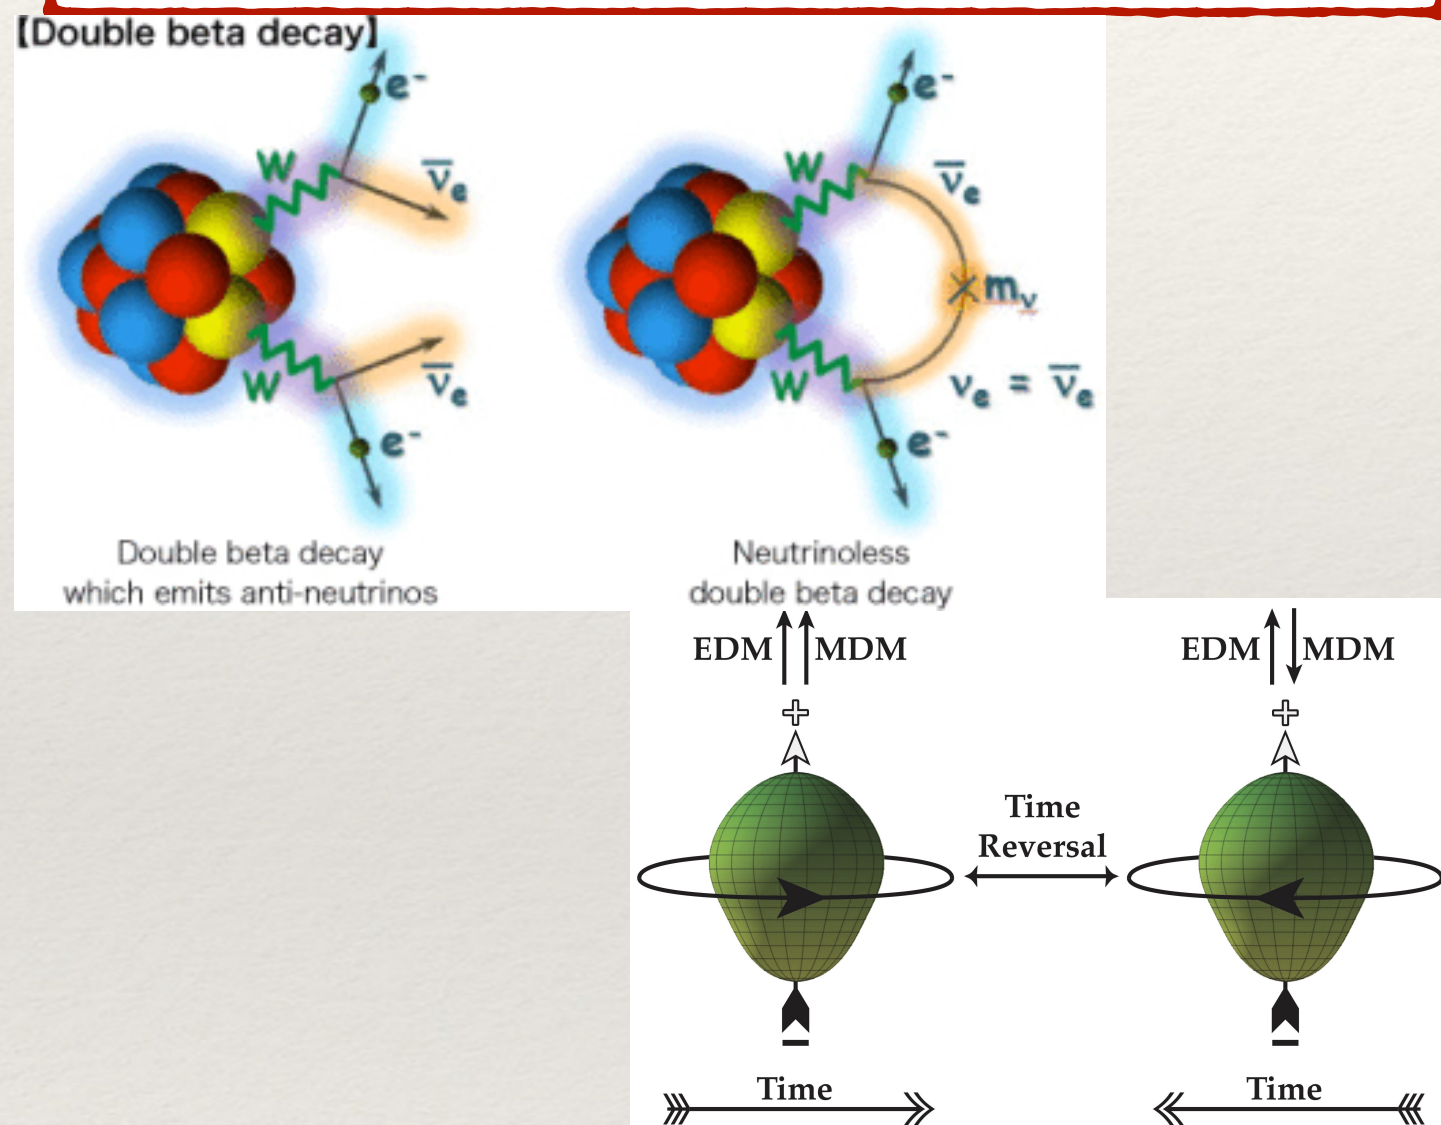 【Double beta decay】
e⁻
W
ν̅e
W
ν̅e
e⁻
Double beta decay
which emits anti-neutrinos
e⁻
W
ν̅e
mν
W
νe = ν̅e
e⁻
Neutrinoless
double beta decay
EDM MDM
+
−
Time
Time
Reversal
EDM MDM
+
−
Time